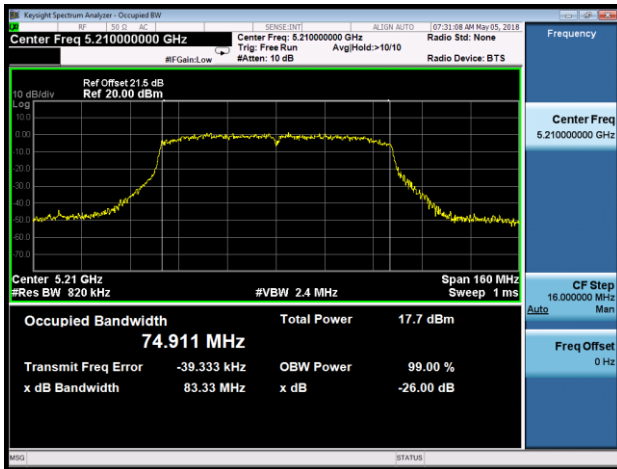 Keysight Spectrum Analyzer - Occupied BW
RF 50 Ω AC SENSE:INT ALIGN AUTO 07:31:08 AM May 05, 2018
Center Freq 5.210000000 GHz
Center Freq: 5.210000000 GHz
Radio Std: None
Trig: Free Run Avg|Hold:>10/10
#IFGain:Low #Atten: 10 dB Radio Device: BTS
Ref Offset 21.5 dB
10 dB/div Ref 20.00 dBm
Log
10.0
0.00
-10.0
-20.0
-30.0
-40.0
-50.0
-60.0
-70.0
Center 5.21 GHz Span 160 MHz
#Res BW 820 kHz #VBW 2.4 MHz Sweep 1 ms
Occupied Bandwidth Total Power 17.7 dBm
74.911 MHz
Transmit Freq Error -39.333 kHz OBW Power 99.00 %
x dB Bandwidth 83.33 MHz x dB -26.00 dB
MSG STATUS
Frequency
Center Freq
5.210000000 GHz
CF Step
16.000000 MHz
Auto Man
Freq Offset
0 Hz